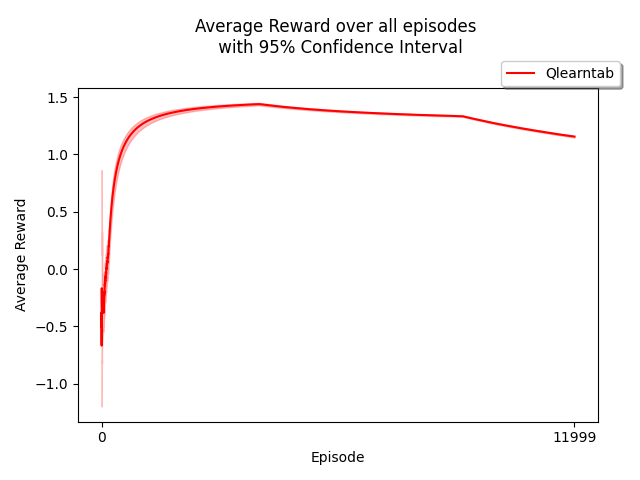 Average Reward over all episodes
with 95% Confidence Interval
Qlearntab
1.5
1.0
0.5
0.0
−0.5
−1.0
Average Reward
0
11999
Episode